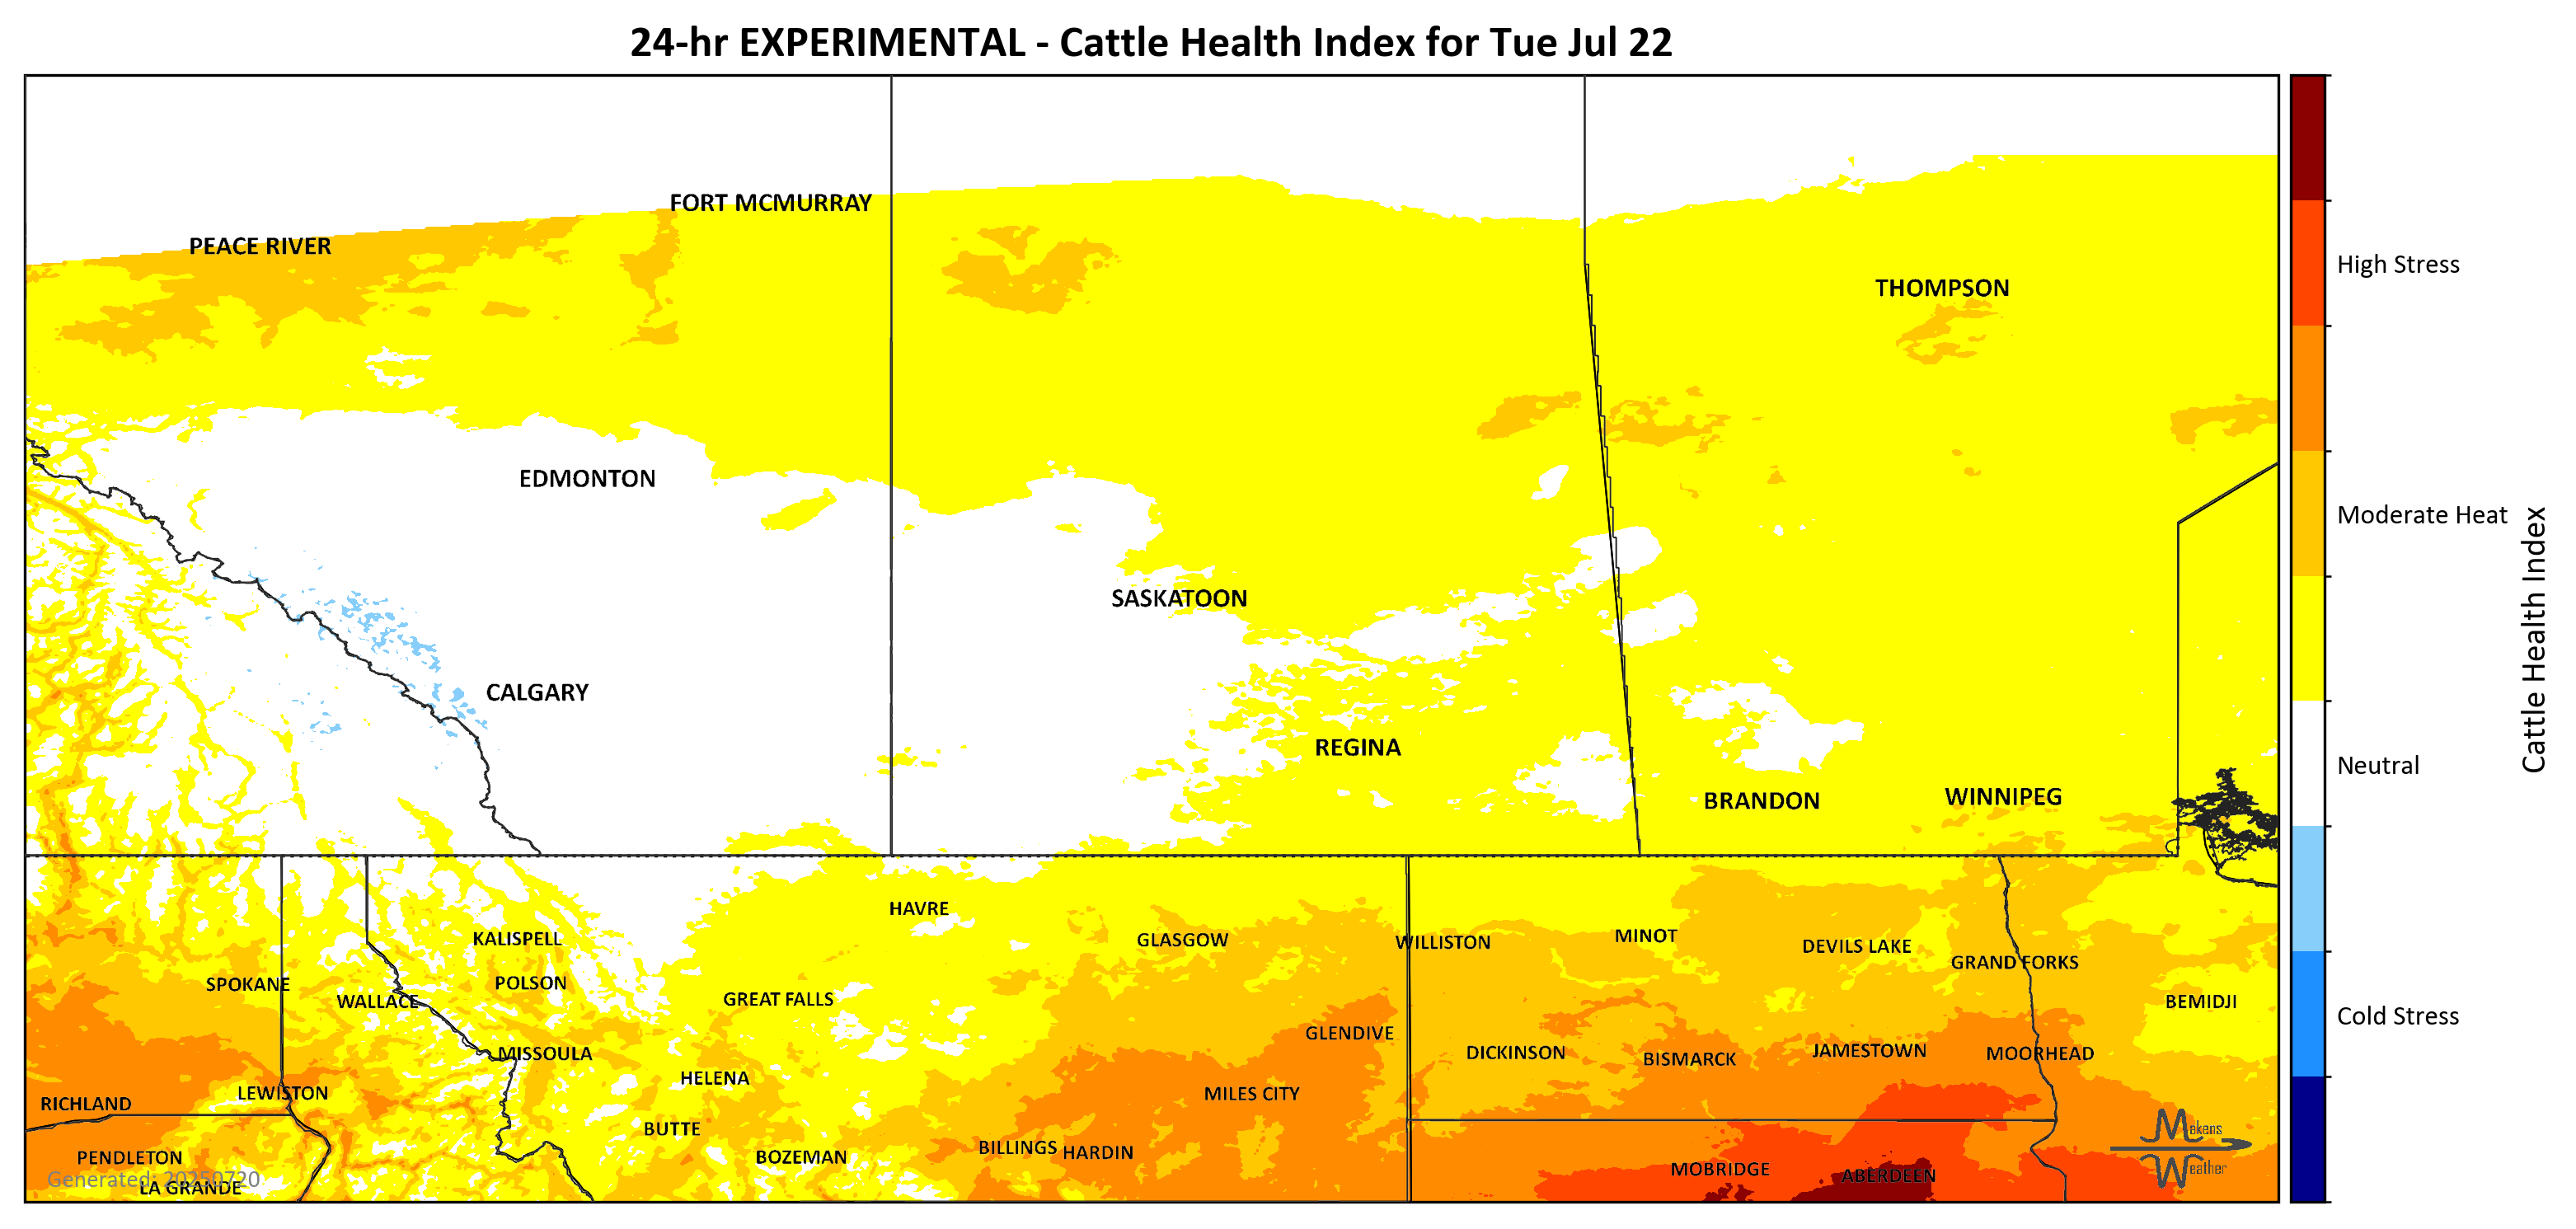 24-hr EXPERIMENTAL - Cattle Health Index for Tue Jul 22
FORT MCMURRAY
PEACE RIVER
THOMPSON
EDMONTON
SASKATOON
CALGARY
REGINA
BRANDON
WINNIPEG
HAVRE
KALISPELL
GLASGOW
WILLISTON
MINOT
DEVILS LAKE
GRAND FORKS
SPOKANE
POLSON
WALLACE
GREAT FALLS
BEMIDJI
GLENDIVE
MISSOULA
DICKINSON
BISMARCK
JAMESTOWN
MOORHEAD
HELENA
LEWISTON
MILES CITY
RICHLAND
BUTTE
BILLINGS
HARDIN
PENDLETON
BOZEMAN
MOBRIDGE
ABERDEEN
Generated: 20250720
LA GRANDE
Makens
Weather
High Stress
Moderate Heat
Neutral
Cold Stress
Cattle Health Index